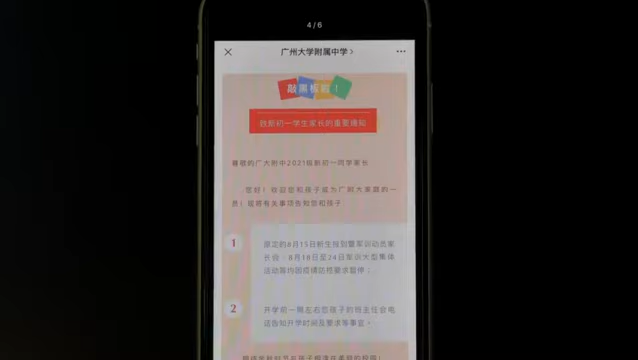 4/6
广州大学附属中学
敲黑板啦！
致新初一学生家长的重要通知
尊敬的广大附中2021级新初一同学家长
您好！欢迎您和孩子成为广附大家庭的一
员！现将有关事项告知您和孩子
1
原定的8月15日新生报到暨军训动员家
长会，8月18日至24日军训大型集体
活动等均因疫情防控要求暂停；
2
开学前一周左右您孩子的班主任会电
话告知开学时间及要求等事宜。